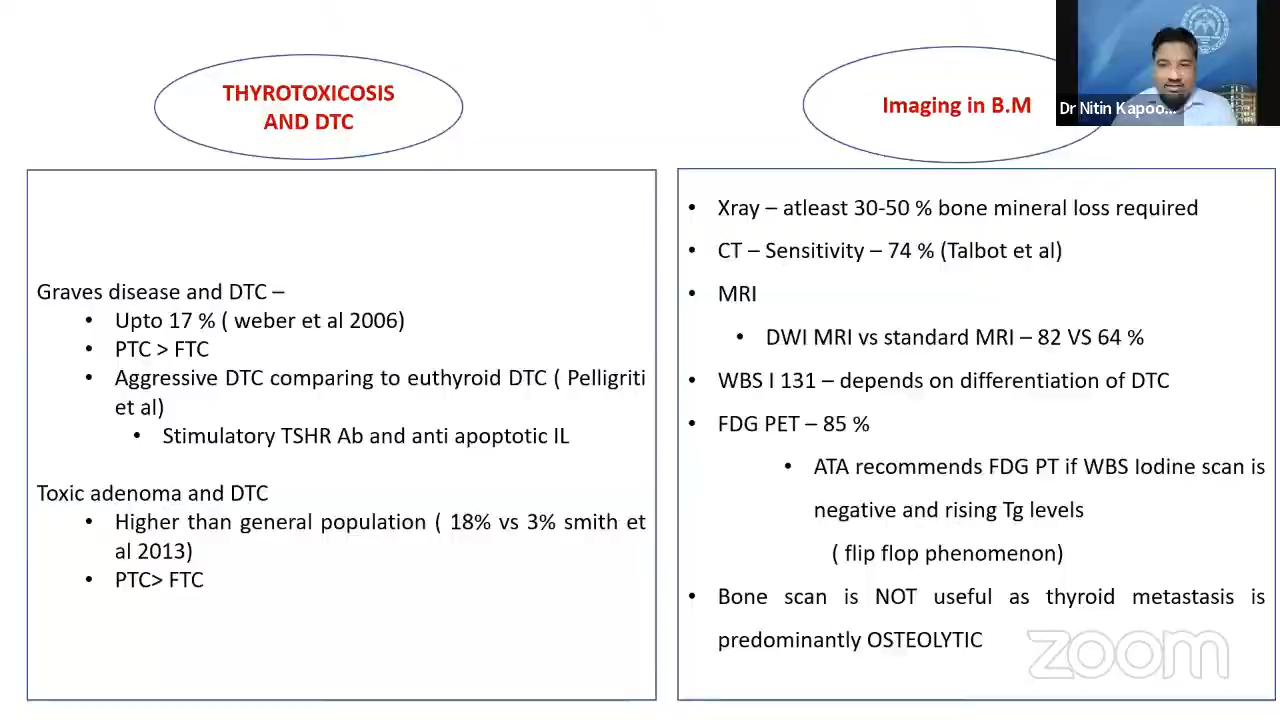 THYROTOXICOSIS
AND DTC
Graves disease and DTC –
• Upto 17 % ( weber et al 2006)
• PTC > FTC
• Aggressive DTC comparing to euthyroid DTC ( Pelligriti
et al)
• Stimulatory TSHR Ab and anti apoptotic IL
Toxic adenoma and DTC
• Higher than general population ( 18% vs 3% smith et
al 2013)
• PTC> FTC
Imaging in B.M
• Xray – atleast 30-50 % bone mineral loss required
• CT – Sensitivity – 74 % (Talbot et al)
• MRI
• DWI MRI vs standard MRI – 82 VS 64 %
• WBS I 131 – depends on differentiation of DTC
• FDG PET – 85 %
• ATA recommends FDG PT if WBS Iodine scan is
negative and rising Tg levels
( flip flop phenomenon)
• Bone scan is NOT useful as thyroid metastasis is
predominantly OSTEOLYTIC
Dr Nitin Kapoo...
zoom